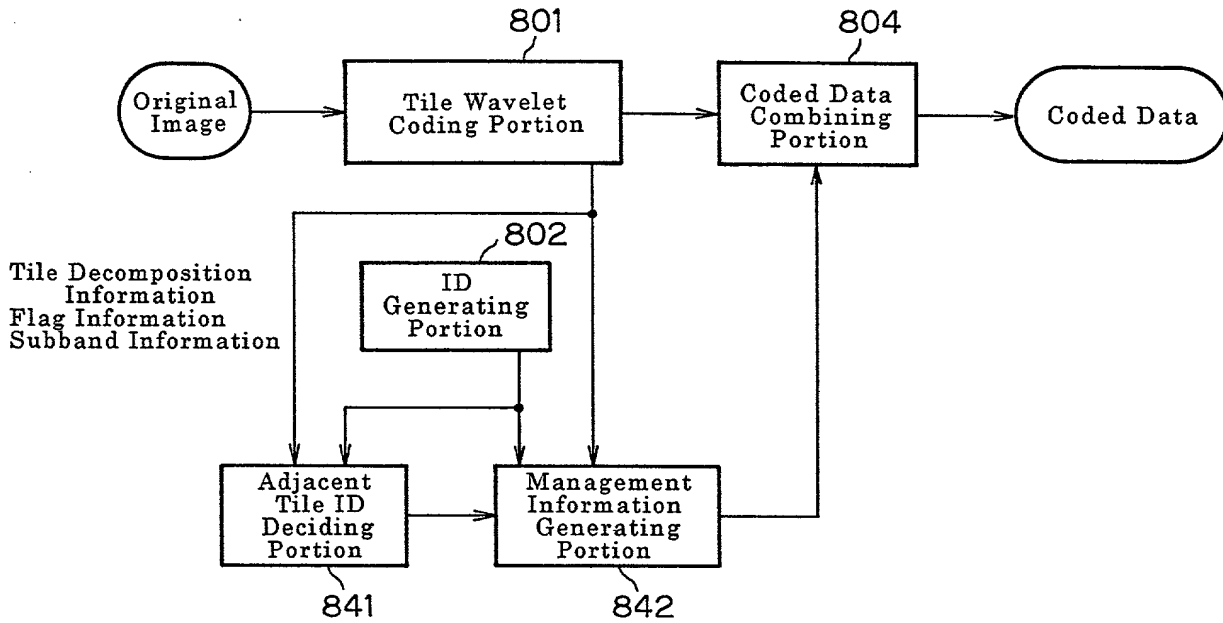 801
804
Original
Image
Tile Wavelet
Coding Portion
Coded Data
Combining
Portion
Coded Data
802
Tile Decomposition
Information
Flag Information
Subband Information
ID
Generating
Portion
Adjacent
Tile ID
Deciding
Portion
Management
Information
Generating
Portion
841
842